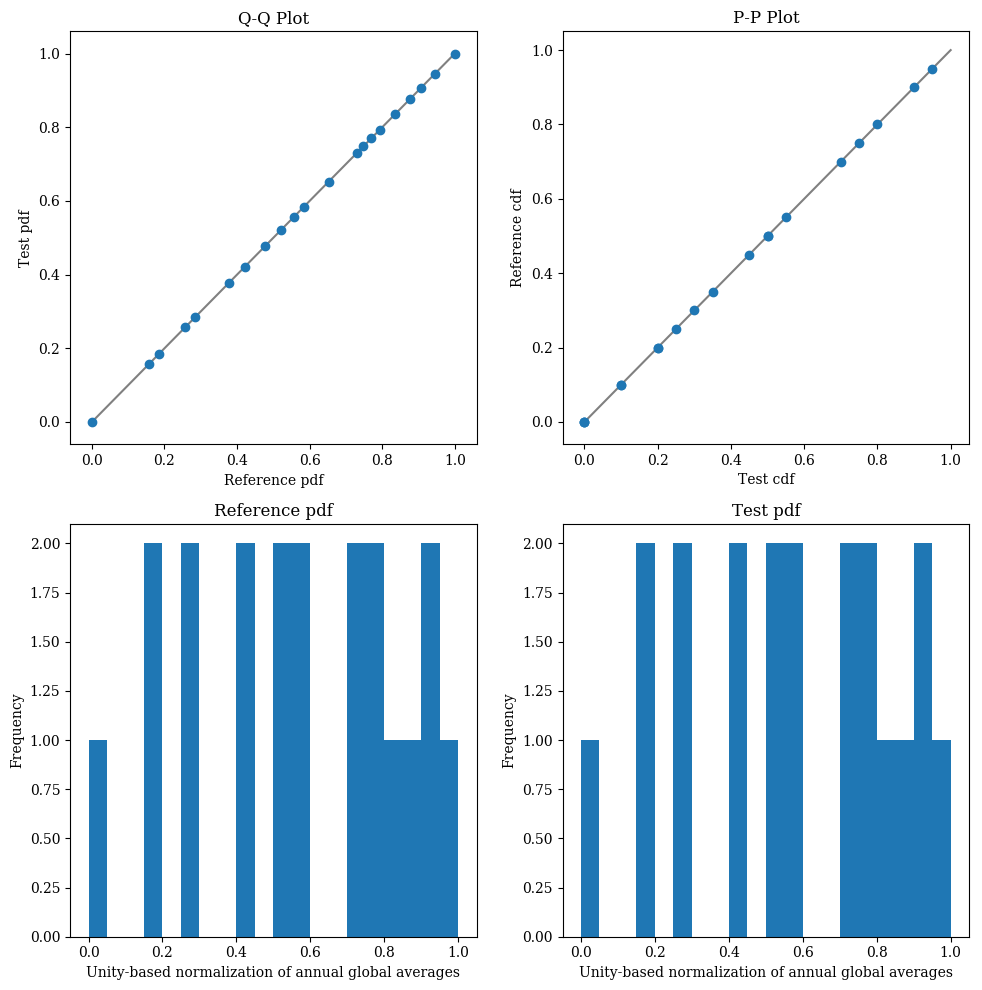 Q-Q Plot
Test pdf
1.0
0.8
0.6
0.4
0.2
0.0
0.0 0.2 0.4 0.6 0.8 1.0
Reference pdf
P-P Plot
Reference cdf
1.0
0.8
0.6
0.4
0.2
0.0
0.0 0.2 0.4 0.6 0.8 1.0
Test cdf
Reference pdf
Frequency
2.00
1.75
1.50
1.25
1.00
0.75
0.50
0.25
0.00
0.0 0.2 0.4 0.6 0.8 1.0
Unity-based normalization of annual global averages
Test pdf
Frequency
2.00
1.75
1.50
1.25
1.00
0.75
0.50
0.25
0.00
0.0 0.2 0.4 0.6 0.8 1.0
Unity-based normalization of annual global averages